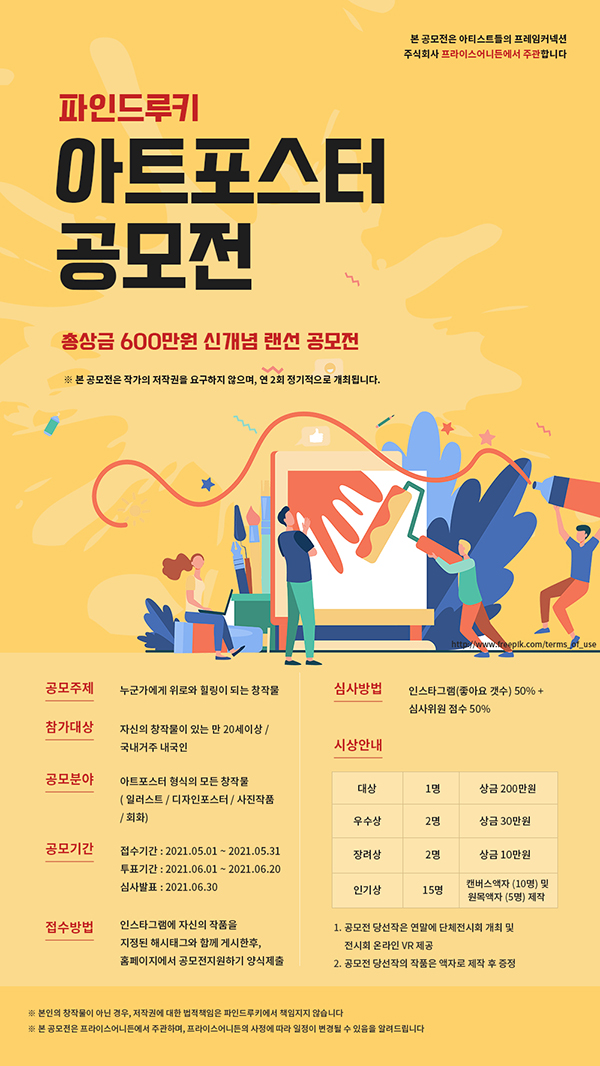 본 공모전은 아티스트들의 프레임커넥션
주식회사 프라이스어니든에서 주관합니다
파인드루키
아트포스터
공모전
총상금 600만원 신개념 랜선 공모전
※ 본 공모전은 작가의 저작권을 요구하지 않으며, 연 2회 정기적으로 개최됩니다.
http://www.freepik.com/terms_of_use
공모주제 누군가에게 위로와 힐링이 되는 창작물
참가대상 자신의 창작물이 있는 만 20세이상 /
국내거주 내국인
공모분야 아트포스터 형식의 모든 창작물
( 일러스트 / 디자인포스터 / 사진작품
/ 회화)
공모기간 접수기간 : 2021.05.01 ~ 2021.05.31
투표기간 : 2021.06.01 ~ 2021.06.20
심사발표 : 2021.06.30
접수방법 인스타그램에 자신의 작품을
지정된 해시태그와 함께 게시한후,
홈페이지에서 공모전지원하기 양식제출
심사방법 인스타그램(좋아요 갯수) 50% +
심사위원 점수 50%
시상안내
대상 1명 상금 200만원
우수상 2명 상금 30만원
장려상 2명 상금 10만원
인기상 15명 캔버스액자 (10명) 및
원목액자 (5명) 제작
1. 공모전 당선작은 연말에 단체전시회 개최 및
전시회 온라인 VR 제공
2. 공모전 당선작의 작품은 액자로 제작 후 증정
※ 본인의 창작물이 아닌 경우, 저작권에 대한 법적책임은 파인드루키에서 책임지지 않습니다
※ 본 공모전은 프라이스어니든에서 주관하며, 프라이스어니든의 사정에 따라 일정이 변경될 수 있음을 알려드립니다